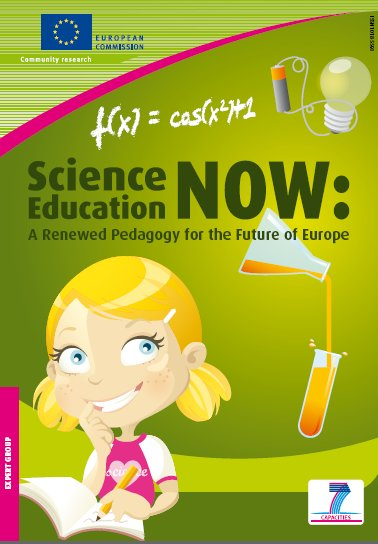 EUROPEAN
COMMISSION
Community research
f(x) = cos(x²)+1
Science
Education
NOW:
A Renewed Pedagogy for the Future of Europe
science
EXPERT GROUP
7
CAPACITIES